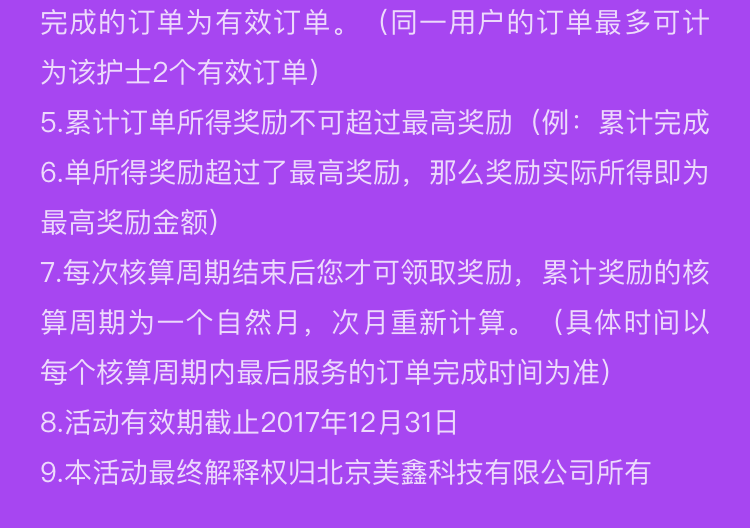 完成的订单为有效订单。（同一用户的订单最多可计
为该护士2个有效订单）
5.累计订单所得奖励不可超过最高奖励（例：累计完成
6.单所得奖励超过了最高奖励，那么奖励实际所得即为
最高奖励金额）
7.每次核算周期结束后您才可领取奖励，累计奖励的核
算周期为一个自然月，次月重新计算。（具体时间以
每个核算周期内最后服务的订单完成时间为准）
8.活动有效期截止2017年12月31日
9.本活动最终解释权归北京美鑫科技有限公司所有